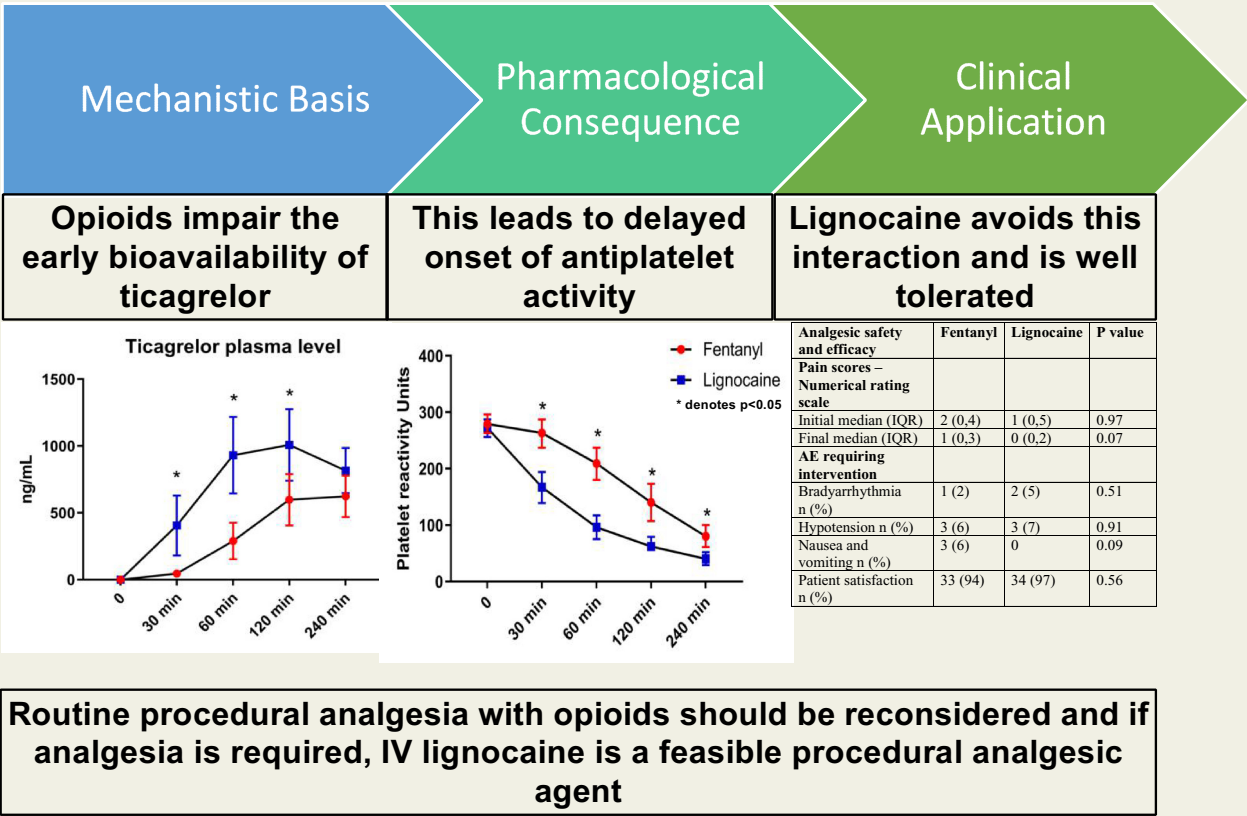 Mechanistic Basis
Pharmacological
Consequence
Clinical
Application
Opioids impair the
early bioavailability of
ticagrelor
This leads to delayed
onset of antiplatelet
activity
Lignocaine avoids this
interaction and is well
tolerated
Ticagrelor plasma level
ng/mL
1500
1000
500
0
* * *
0 30 min 60 min 120 min 240 min
Platelet reactivity Units
400
300
200
100
0
Fentanyl
Lignocaine
* denotes p<0.05
* * * *
0 30 min 60 min 120 min 240 min
Analgesic safety
and efficacy
Fentanyl
Lignocaine
P value
Pain scores –
Numerical rating
scale
Initial median (IQR) 2 (0,4) 1 (0,5) 0.97
Final median (IQR) 1 (0,3) 0 (0,2) 0.07
AE requiring
intervention
Bradyarrhythmia 1 (2) 2 (5) 0.51
n (%)
Hypotension n (%) 3 (6) 3 (7) 0.91
Nausea and 3 (6) 0 0.09
vomiting n (%)
Patient satisfaction 33 (94) 34 (97) 0.56
n (%)
Routine procedural analgesia with opioids should be reconsidered and if
analgesia is required, IV lignocaine is a feasible procedural analgesic
agent